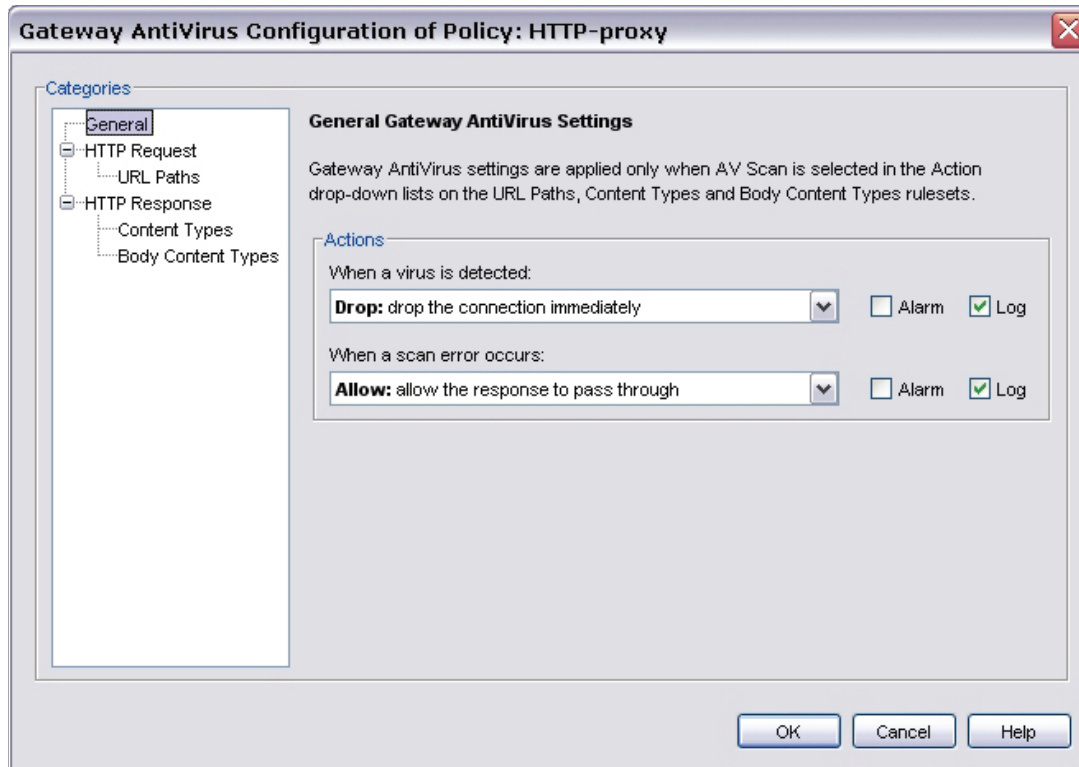 Gateway AntiVirus Configuration of Policy: HTTP-proxy
Categories
General
HTTP Request
URL Paths
HTTP Response
Content Types
Body Content Types
General Gateway AntiVirus Settings
Gateway AntiVirus settings are applied only when AV Scan is selected in the Action
drop-down lists on the URL Paths, Content Types and Body Content Types rulesets.
Actions
When a virus is detected:
Drop: drop the connection immediately Alarm Log
When a scan error occurs:
Allow: allow the response to pass through Alarm Log
OK Cancel Help